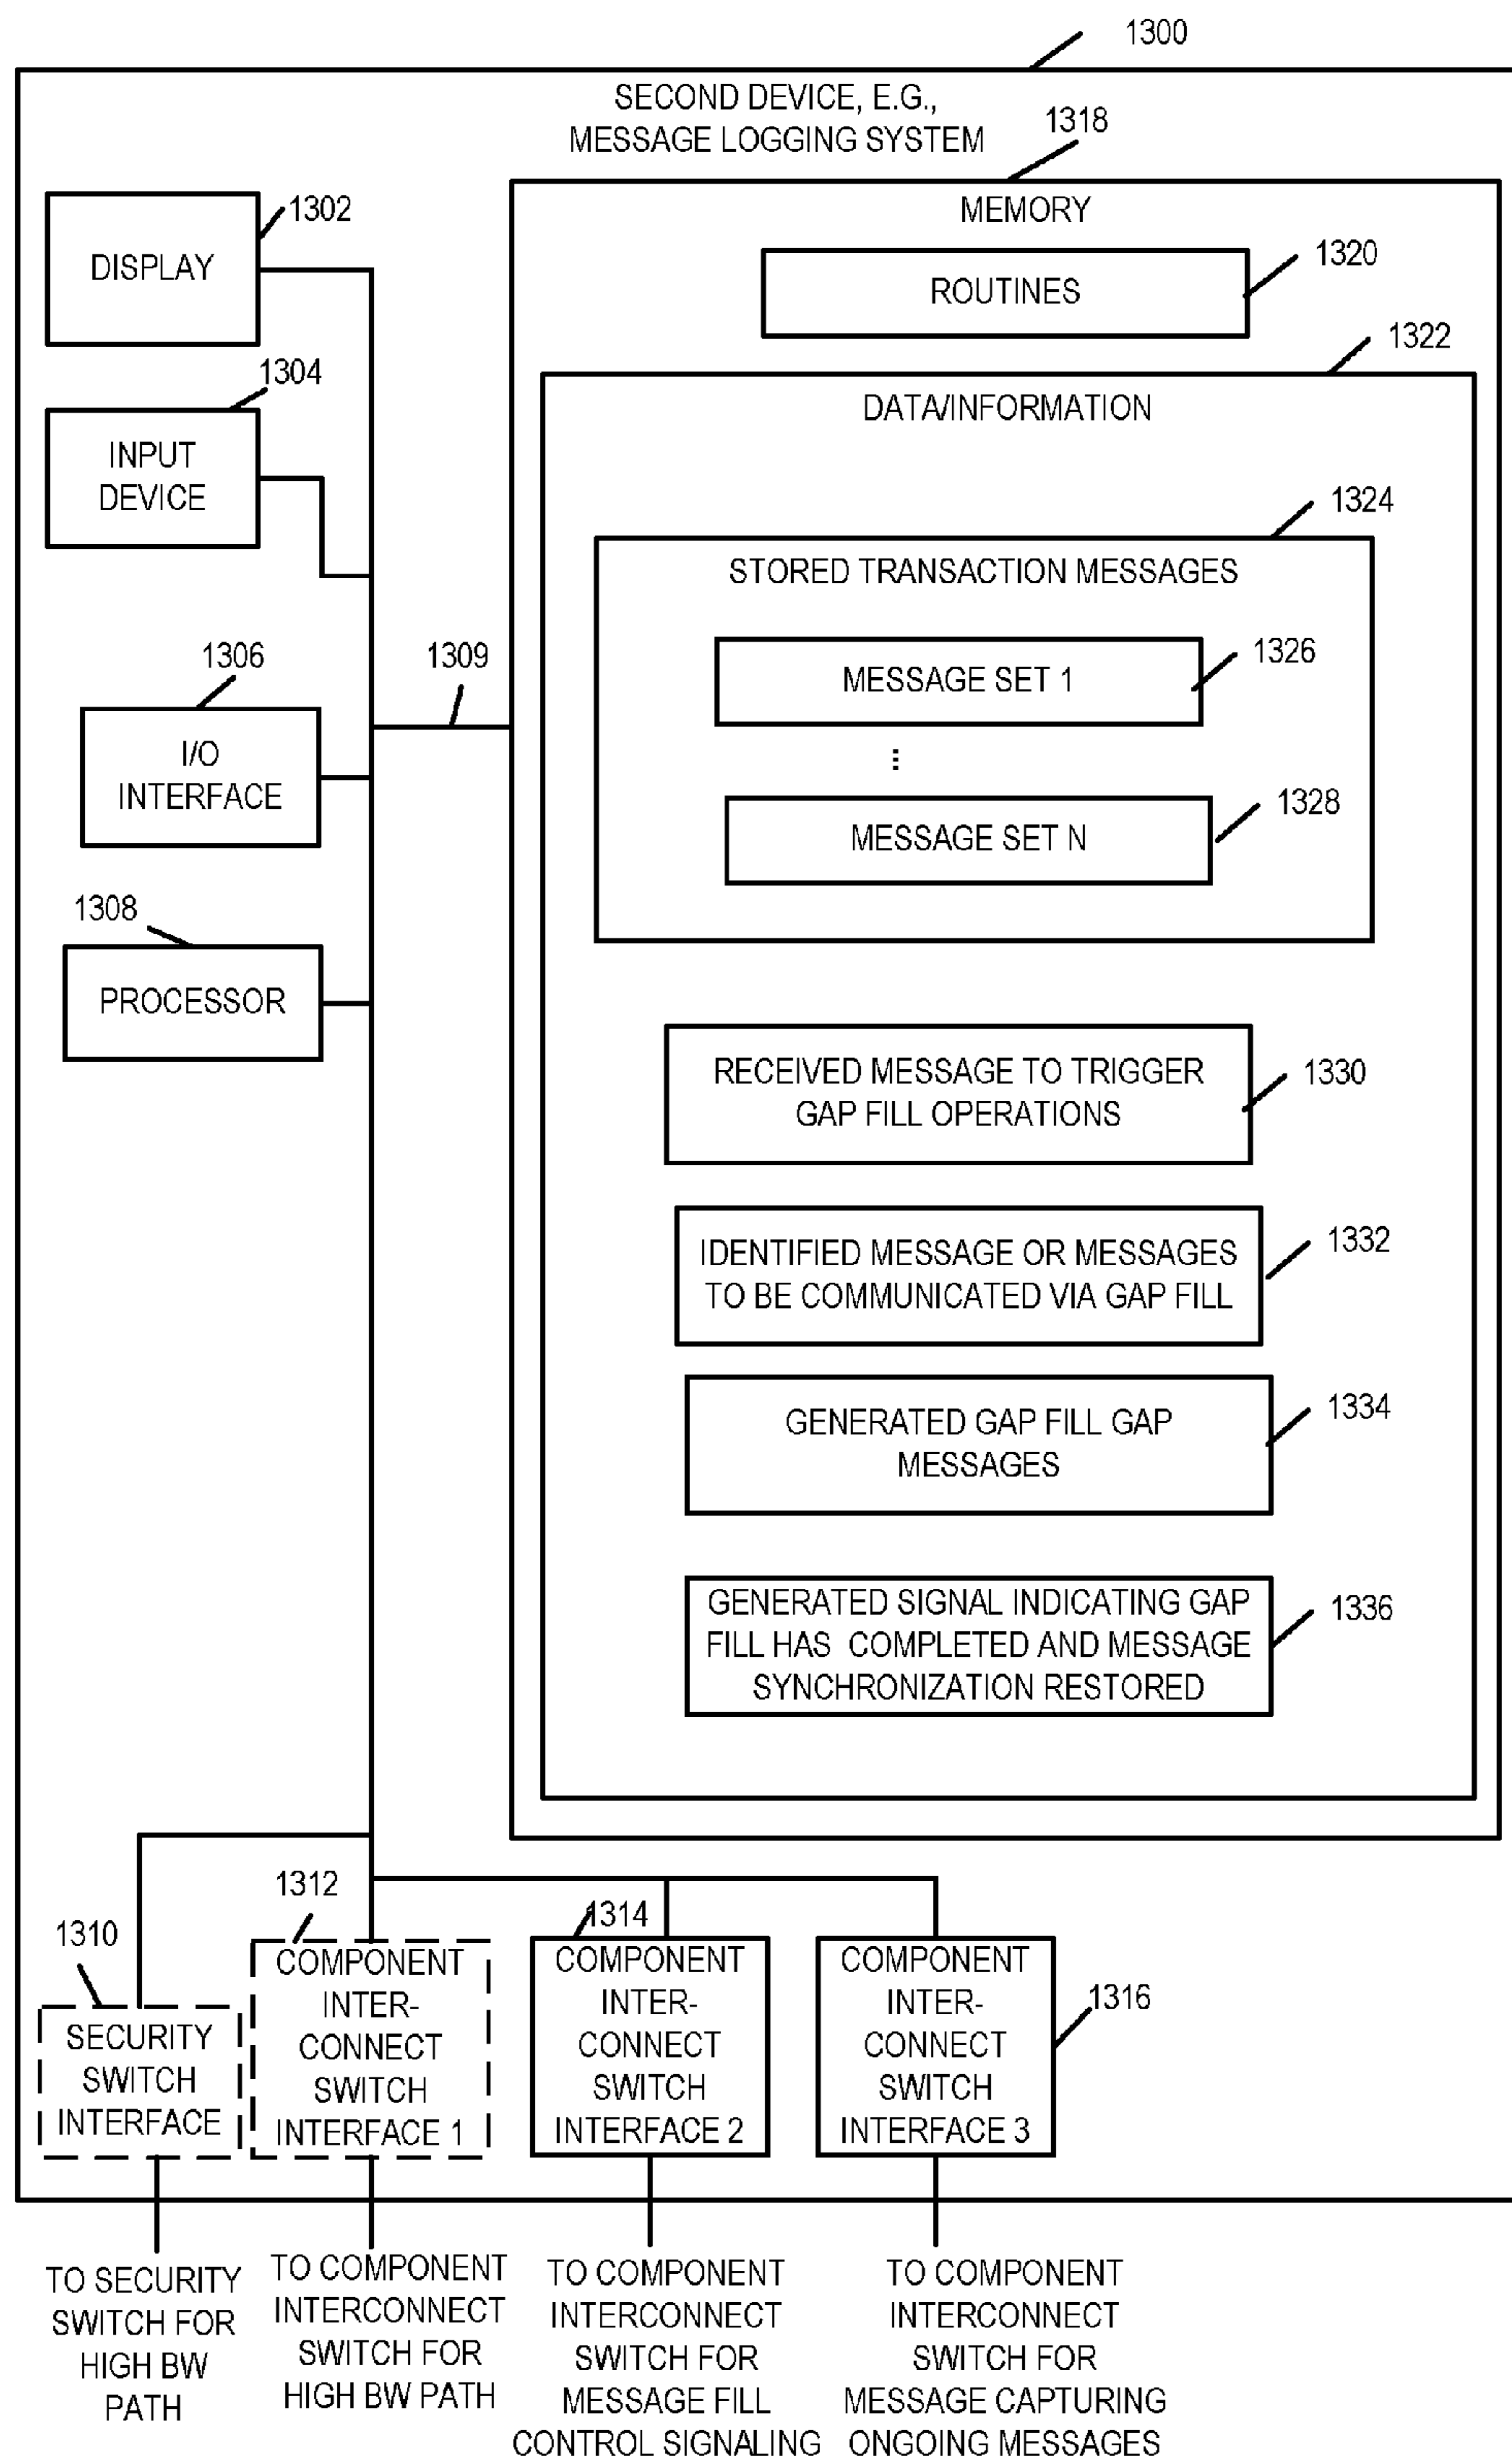 1300
SECOND DEVICE, E.G.,
MESSAGE LOGGING SYSTEM
1318
MEMORY
1302
DISPLAY
1320
ROUTINES
1322
1304
DATA/INFORMATION
INPUT
DEVICE
1324
STORED TRANSACTION MESSAGES
1306
1309
1326
MESSAGE SET 1
I/O
INTERFACE
...
1328
MESSAGE SET N
1308
PROCESSOR
RECEIVED MESSAGE TO TRIGGER
GAP FILL OPERATIONS
1330
IDENTIFIED MESSAGE OR MESSAGES
TO BE COMMUNICATED VIA GAP FILL
1332
GENERATED GAP FILL GAP
MESSAGES
1334
GENERATED SIGNAL INDICATING GAP
FILL HAS COMPLETED AND MESSAGE
SYNCHRONIZATION RESTORED
1336
1310
SECURITY
SWITCH
INTERFACE
1312
COMPONENT
INTER-
CONNECT
SWITCH
INTERFACE 1
1314
COMPONENT
INTER-
CONNECT
SWITCH
INTERFACE 2
COMPONENT
INTER-
CONNECT
SWITCH
INTERFACE 3
1316
TO SECURITY
SWITCH FOR
HIGH BW
PATH
TO COMPONENT
INTERCONNECT
SWITCH FOR
HIGH BW PATH
TO COMPONENT
INTERCONNECT
SWITCH FOR
MESSAGE FILL
CONTROL SIGNALING
TO COMPONENT
INTERCONNECT
SWITCH FOR
MESSAGE CAPTURING
ONGOING MESSAGES